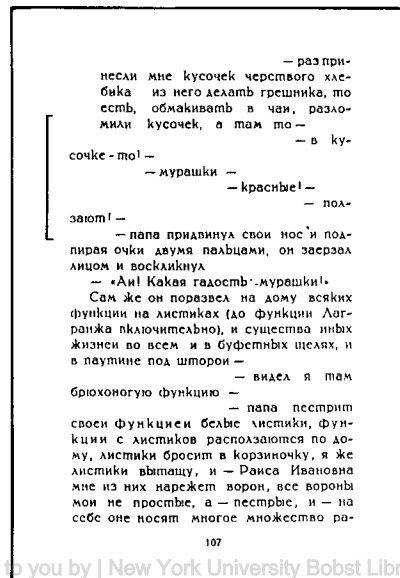 — раз при-
несли мне кусочек черствого хле-
бика из него делать грешника, то
есть, обмакивать в чаи, разло-
мили кусочек, а там то —
— в ку-
сочке - то! —
— мурашки —
— красные! —
— пол-
зают! —
— папа придвинул свои нос и под-
пирая очки двумя пальцами, он заерзал
лицом и воскликнул
— «Аи! Какая гадость·-мурашки!»
Сам же он поразвел на дому всяких
функции на листиках (до функции Лаг-
ранжа включительно), и существа иных
жизнеи во всем и в буфетных щелях, и
в паутине под шторои —
— видел я там
брюхоногую функцию —
— папа пестрит
своеи функциеи белые листики, фун-
кции с листиков расползаются по до-
му, листики бросит в корзиночку, я же
листики вытащу, и — Раиса Ивановна
мне из них нарежет ворон, все вороны
мои не простые, а — пестрые, и — на
себе оне носят многое множество ра-
107
to you by | New York University Bobst Libr